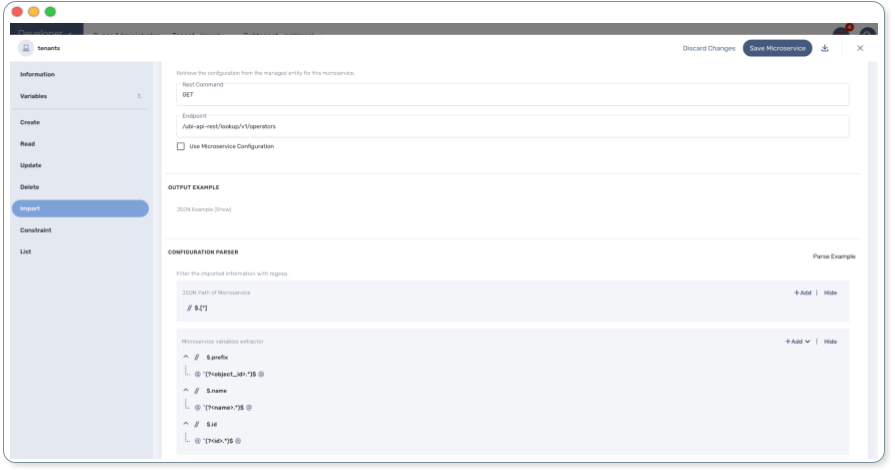 tenants
Discard Changes
Save Microservice
Information
Variables
Create
Read
Update
Delete
Import
Constraint
List
Retrieve the configuration from the managed entity for this microservice.
Rest Command
GET
Endpoint
/ubi-api-rest/lookup/v1/operators
Use Microservice Configuration
OUTPUT EXAMPLE
JSON Example (Show)
CONFIGURATION PARSER
Parse Example
Filter the imported information with regexp.
JSON Path of Microservice
+Add | Hide
// $.[*]
Microservice variables extractor
+Add | Hide
// $.prefix
@ ^(?<object_id>.*)$ @
// $.name
@ ^(?<name>.*)$ @
// $.id
@ ^(?<id>.*)$ @